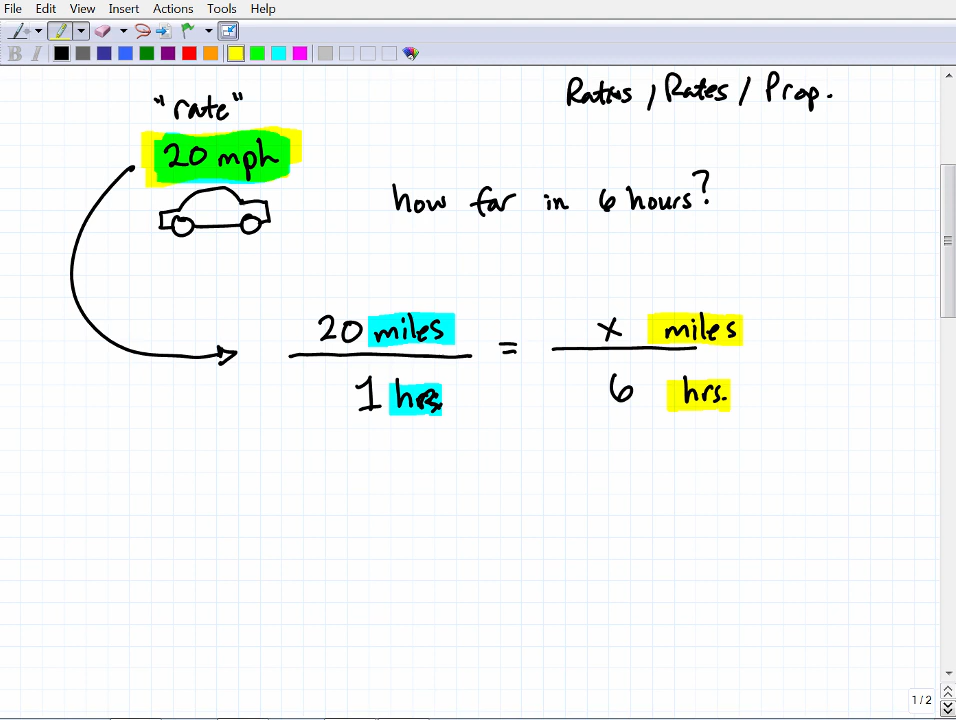 File Edit View Insert Actions Tools Help
B I
"rate"
Ratios / Rates / Prop.
20 mph
how far in 6 hours?
20 miles = x miles
1 hrs 6 hrs.
1 / 2